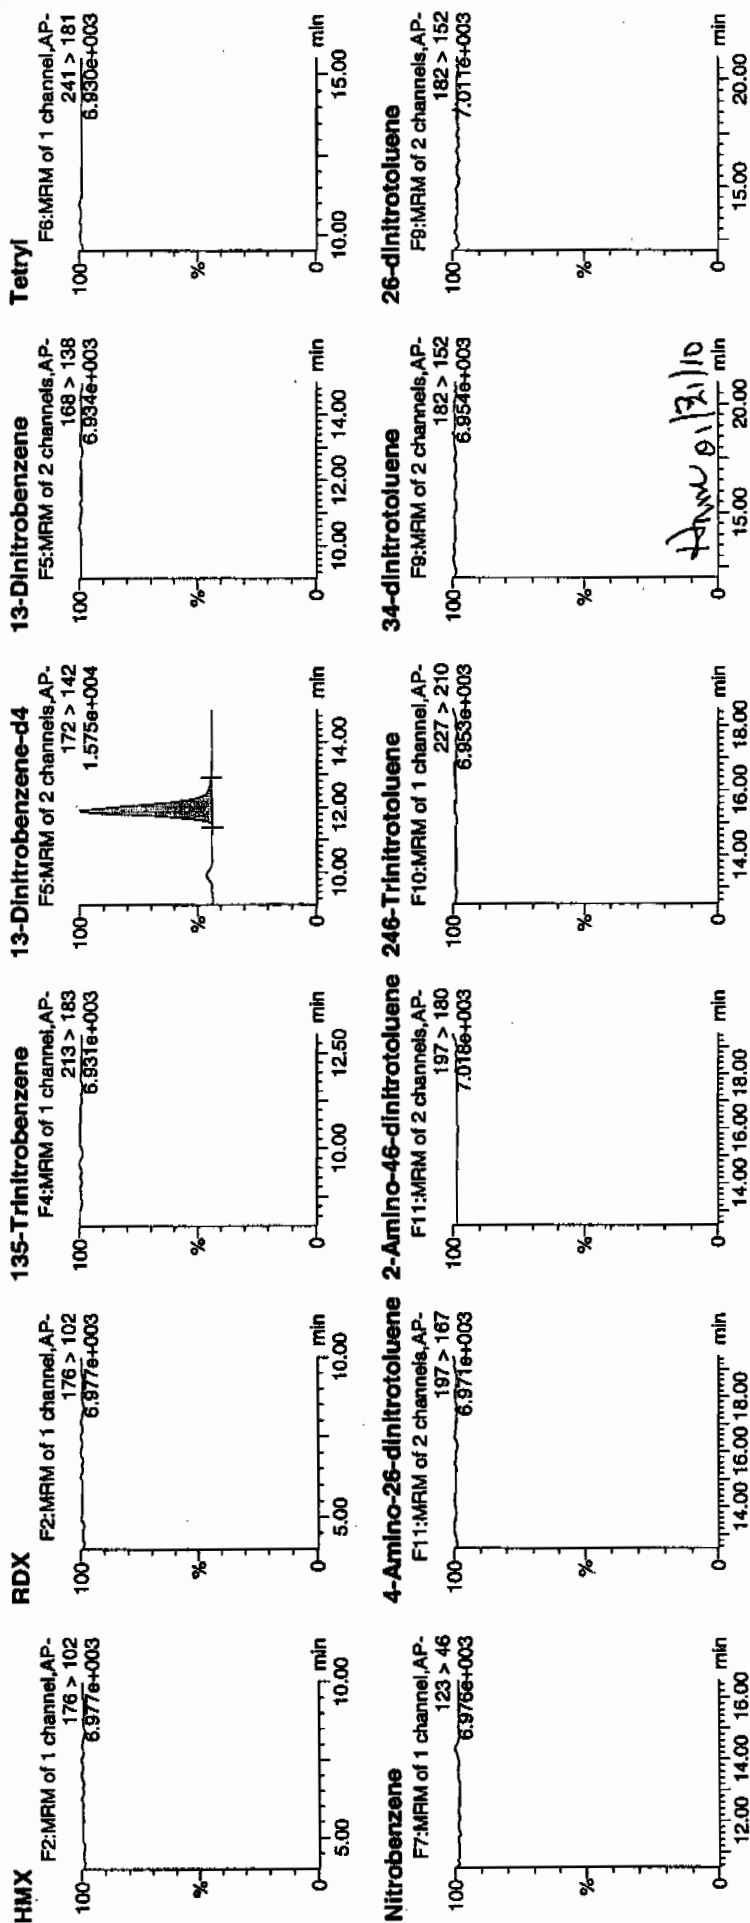 HMX
F2:MRM of 1 channel,AP-
176 > 102
6.977e+003
100
%
0
5.00
10.00
min
RDX
F2:MRM of 1 channel,AP-
176 > 102
6.977e+003
100
%
0
5.00
10.00
min
135-Trinitrobenzene
F4:MRM of 1 channel,AP-
213 > 183
6.931e+003
100
%
0
10.00
12.50
min
13-Dinitrobenzene-d4
F5:MRM of 2 channels,AP-
172 > 142
1.575e+004
100
%
0
10.00
12.00
14.00
min
13-Dinitrobenzene
F5:MRM of 2 channels,AP-
168 > 138
6.934e+003
100
%
0
10.00
12.00
14.00
min
Tetryl
F6:MRM of 1 channel,AP-
241 > 181
6.930e+003
100
%
0
10.00
15.00
min
Nitrobenzene
F7:MRM of 1 channel,AP-
123 > 46
6.976e+003
100
%
0
12.00
14.00
16.00
min
4-Amino-26-dinitrotoluene
F11:MRM of 2 channels,AP-
197 > 167
6.971e+003
100
%
0
14.00
16.00
18.00
min
2-Amino-46-dinitrotoluene
F11:MRM of 2 channels,AP-
197 > 180
7.018e+003
100
%
0
14.00
16.00
18.00
min
246-Trinitrotoluene
F10:MRM of 1 channel,AP-
227 > 210
6.953e+003
100
%
0
14.00
16.00
18.00
min
34-dinitrotoluene
F9:MRM of 2 channels,AP-
182 > 152
6.954e+003
100
%
0
15.00
20.00
min
26-dinitrotoluene
F9:MRM of 2 channels,AP-
182 > 152
7.011e+003
100
%
0
15.00
20.00
min